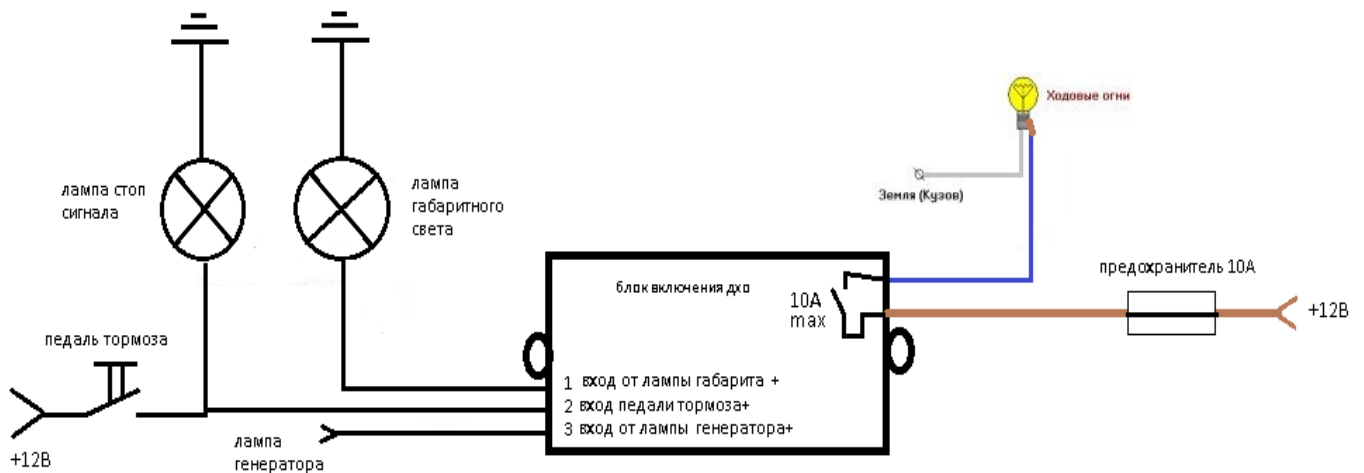 Ходовые огни
лампа стоп
сигнала
лампа
габаритного
света
Земля (Кузов)
предохранитель 10А
+12В
блок включения дхо
10А
max
педаль тормоза
+12В
1 вход от лампы габарита +
2 вход педали тормоза+
3 вход от лампы генератора+
лампа
генератора